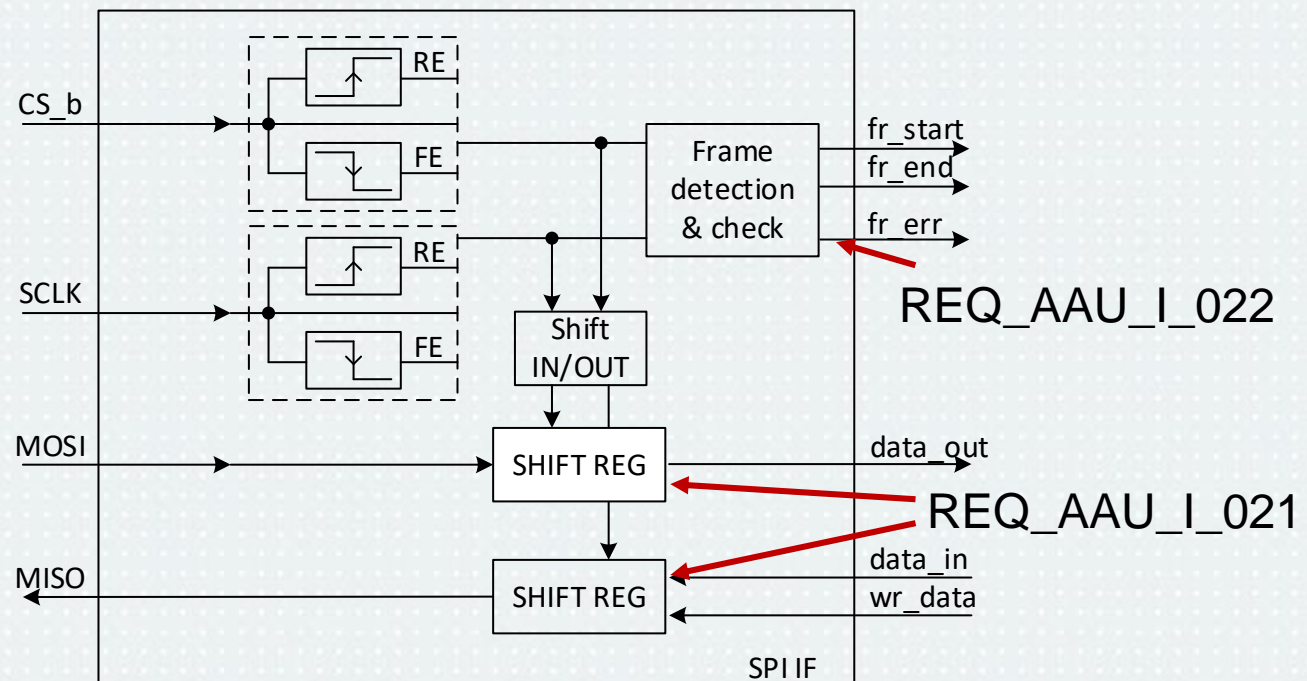 RE
CS_b
FE
Frame
detection
& check
fr_start
fr_end
fr_err
RE
SCLK
FE
REQ_AAU_I_022
Shift
IN/OUT
MOSI
SHIFT REG
data_out
REQ_AAU_I_021
MISO
SHIFT REG
data_in
wr_data
SPI IF